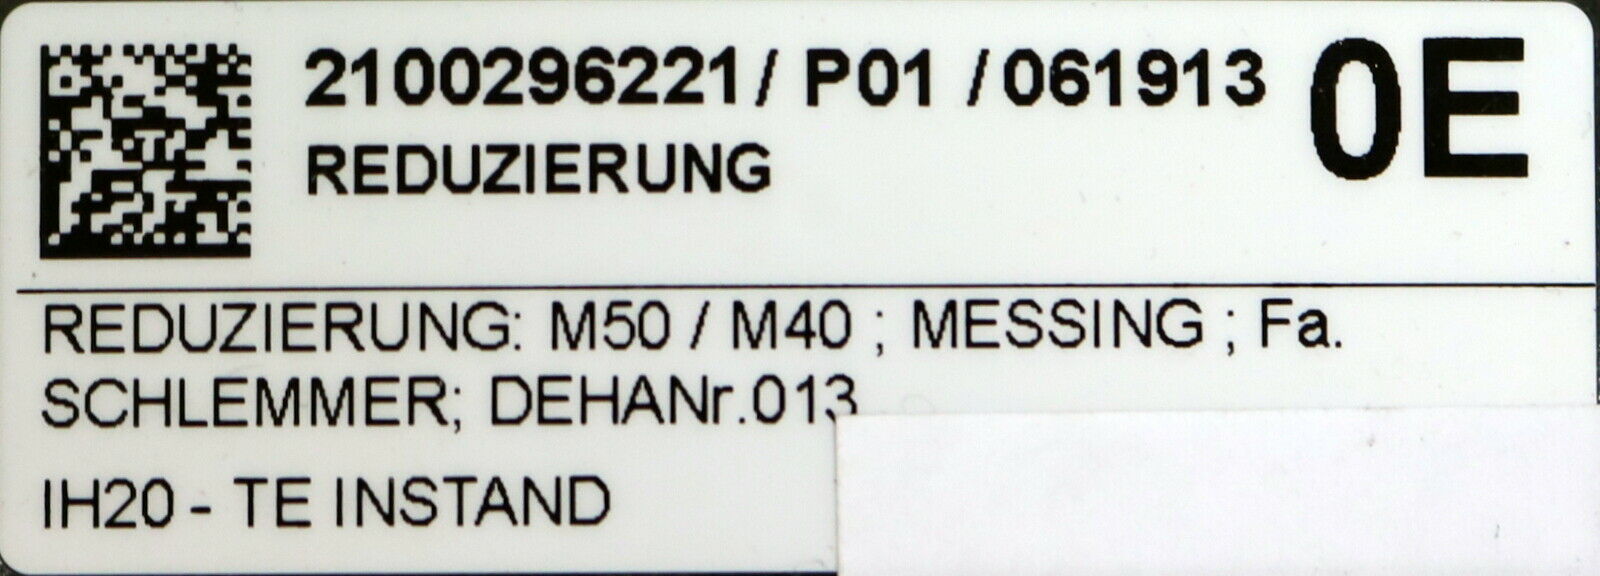 2100296221/ P01 /061913 0E
REDUZIERUNG
REDUZIERUNG: M50 / M40 ; MESSING ; Fa.
SCHLEMMER; DEHANr.013
IH20 - TE INSTAND